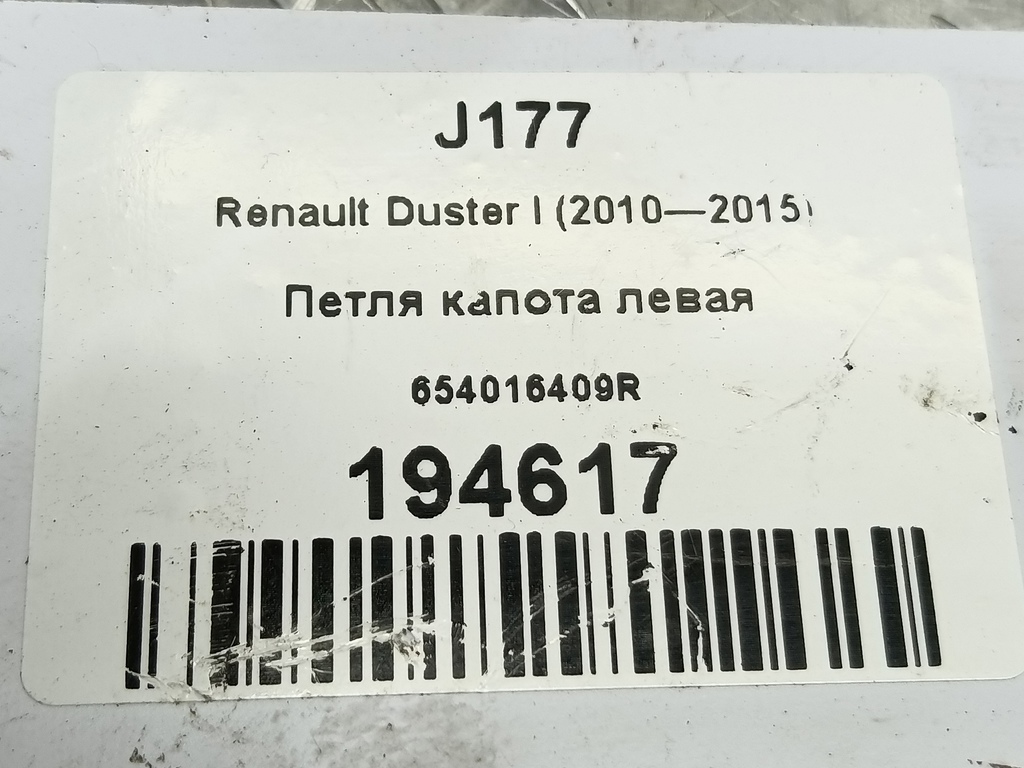 J177
Renault Duster I (2010—2015)
Петля капота левая
654016409R
194617